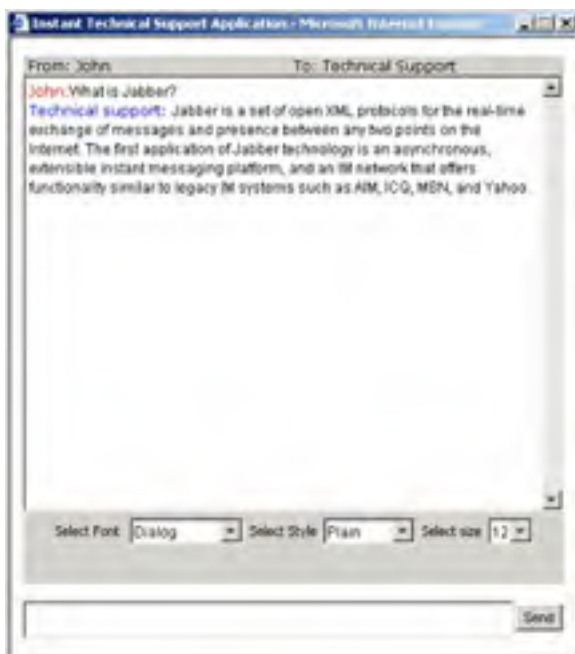 Instant Technical Support Application - Microsoft Internet Explorer
From: John To: Technical Support
John:What is Jabber?
Technical support: Jabber is a set of open XML protocols for the real-time
exchange of messages and presence between any two points on the
Internet. The first application of Jabber technology is an asynchronous,
extensible instant messaging platform, and an IM network that offers
functionality similar to legacy IM systems such as AIM, ICQ, MSN, and Yahoo.
Select Font Dialog Select Style Plain Select size 12
Send